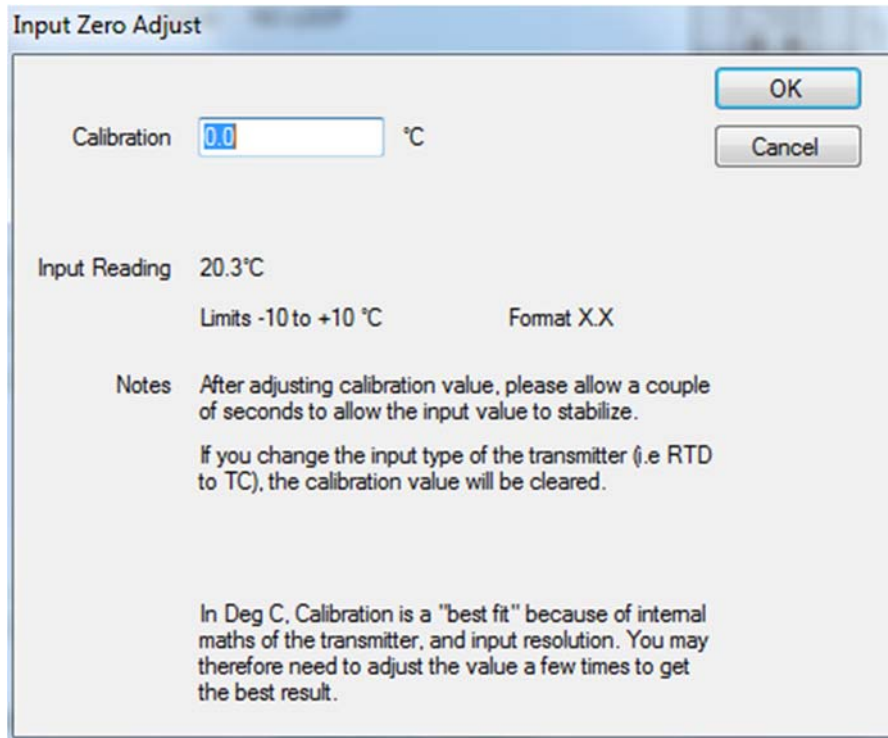 Input Zero Adjust
OK
Calibration 0.0 °C
Cancel
Input Reading 20.3°C
Limits -10 to +10 °C Format X.X
Notes After adjusting calibration value, please allow a couple
of seconds to allow the input value to stabilize.
If you change the input type of the transmitter (i.e RTD
to TC), the calibration value will be cleared.
In Deg C, Calibration is a "best fit" because of internal
maths of the transmitter, and input resolution. You may
therefore need to adjust the value a few times to get
the best result.